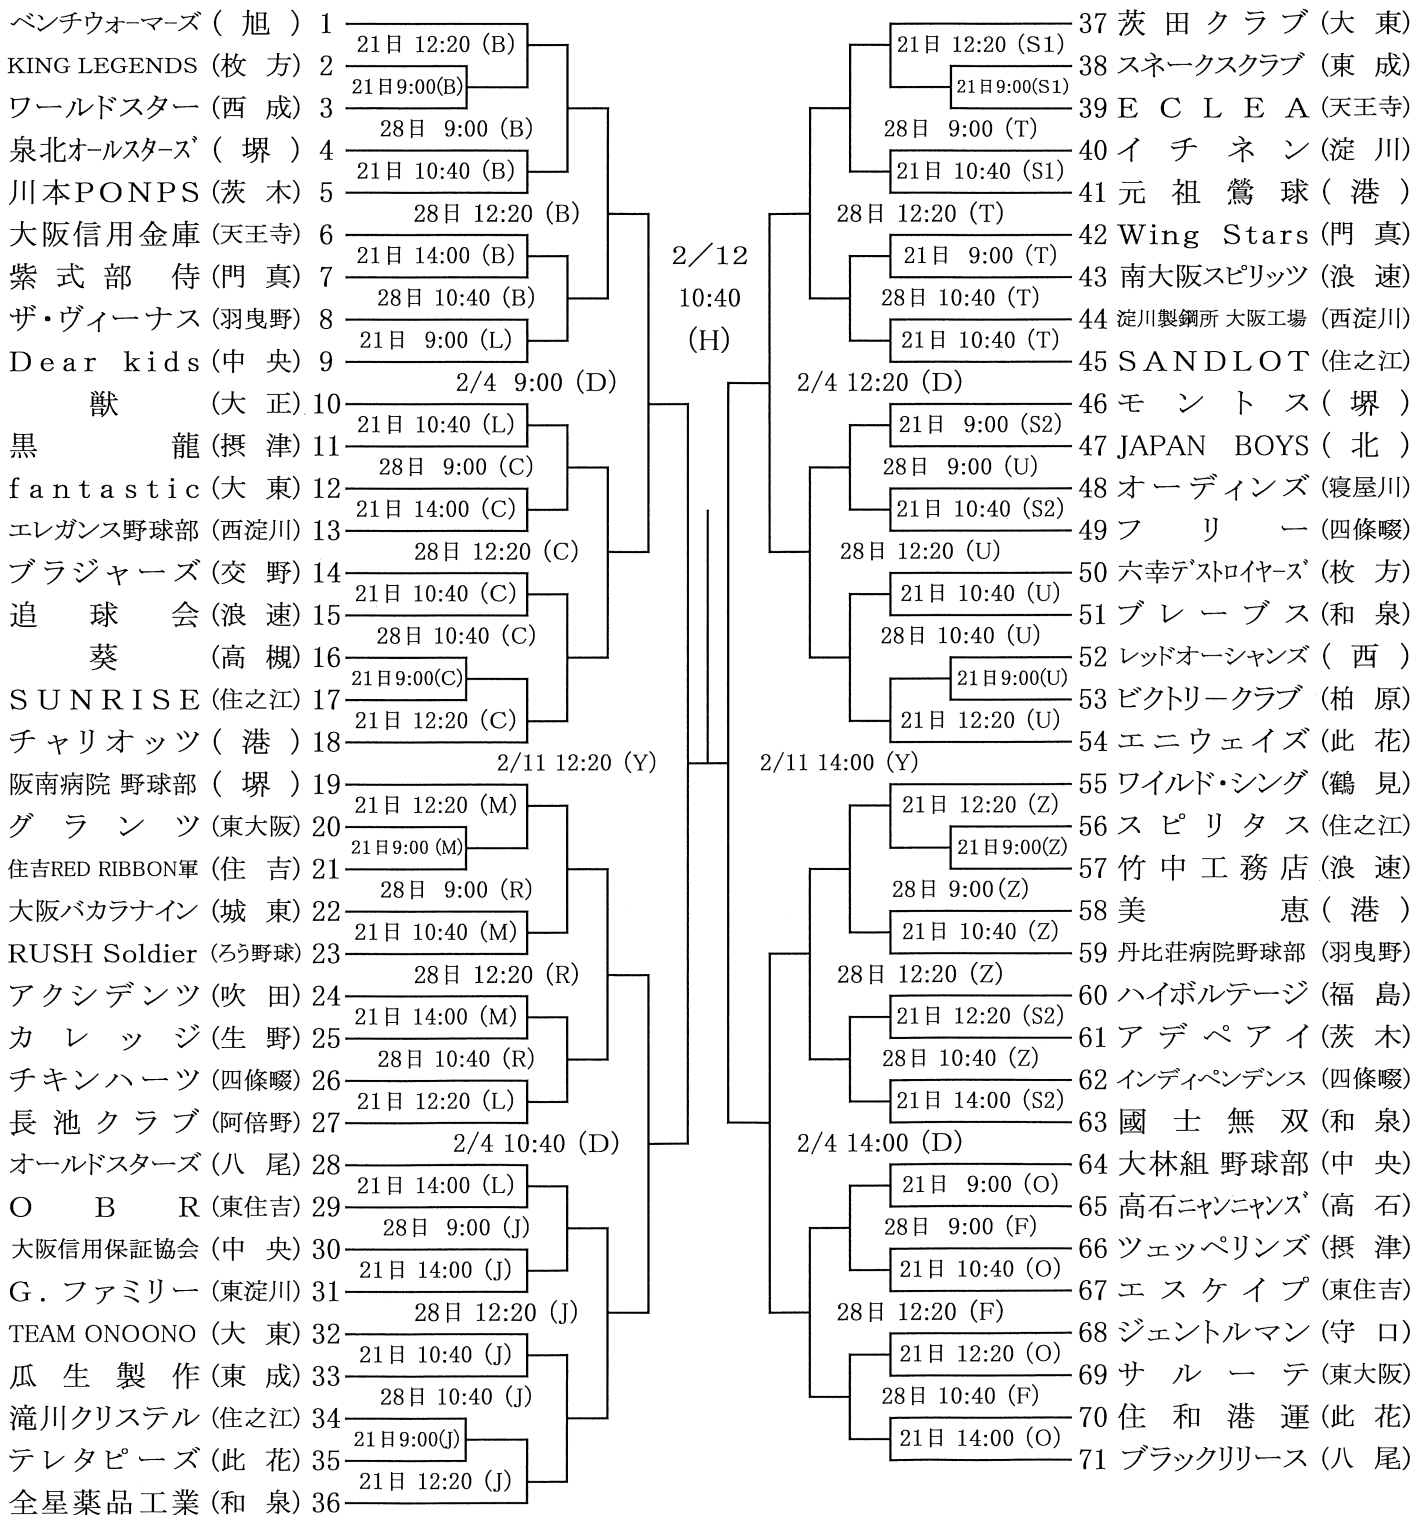 ベンチウォーマーズ ( 旭 ) 1
21日 12:20 (B)
KING LEGENDS (枚 方) 2
21日9:00(B)
ワールドスター (西 成) 3
28日 9:00 (B)
泉北オールスターズ ( 堺 ) 4
21日 10:40 (B)
川本PONPS (茨 木) 5
28日 12:20 (B)
大阪信用金庫 (天王寺) 6
21日 14:00 (B)
紫式部 侍 (門 真) 7
28日 10:40 (B)
ザ・ヴィーナス (羽曳野) 8
21日 9:00 (L)
Dear kids (中 央) 9
2/4 9:00 (D)
獣 (大 正) 10
21日 10:40 (L)
黒 龍 (摂 津) 11
28日 9:00 (C)
fantastic (大 東) 12
21日 14:00 (C)
エレガンス野球部 (西淀川) 13
28日 12:20 (C)
ブラジャーズ (交 野) 14
21日 10:40 (C)
追 球 会 (浪 速) 15
28日 10:40 (C)
葵 (高 槻) 16
21日9:00(C)
SUNRISE (住之江) 17
21日 12:20 (C)
チャリオッツ ( 港 ) 18
2/11 12:20 (Y)
阪南病院 野球部 ( 堺 ) 19
21日 12:20 (M)
グ ラ ン ツ (東大阪) 20
21日9:00 (M)
住吉RED RIBBON軍 (住 吉) 21
28日 9:00 (R)
大阪バカラナイン (城 東) 22
21日 10:40 (M)
RUSH Soldier (ろう野球) 23
28日 12:20 (R)
アクシデンツ (吹 田) 24
21日 14:00 (M)
カ レ ッ ジ (生 野) 25
28日 10:40 (R)
チキンハーツ (四條畷) 26
21日 12:20 (L)
長池クラブ (阿倍野) 27
2/4 10:40 (D)
オールドスターズ (八 尾) 28
21日 14:00 (L)
O B R (東住吉) 29
28日 9:00 (J)
大阪信用保証協会 (中 央) 30
21日 14:00 (J)
G. ファミリー (東淀川) 31
28日 12:20 (J)
TEAM ONOONO (大 東) 32
21日 10:40 (J)
瓜 生 製 作 (東 成) 33
28日 10:40 (J)
滝川クリステル (住之江) 34
21日9:00(J)
テレタビーズ (此 花) 35
21日 12:20 (J)
全星薬品工業 (和 泉) 36
2/12
10:40
(H)
37 茨田クラブ (大 東)
21日 12:20 (S1)
38 スネークスクラブ (東 成)
21日9:00(S1)
39 E C L E A (天王寺)
28日 9:00 (T)
40 イ チ ネ ン (淀 川)
21日 10:40 (S1)
41 元 祖 鶯 球 ( 港 )
28日 12:20 (T)
42 Wing Stars (門 真)
21日 9:00 (T)
43 南大阪スピリッツ (浪 速)
28日 10:40 (T)
44 淀川製鋼所 大阪工場 (西淀川)
21日 10:40 (T)
45 SANDLOT (住之江)
2/4 12:20 (D)
46 モ ン ト ス ( 堺 )
21日 9:00 (S2)
47 JAPAN BOYS ( 北 )
28日 9:00 (U)
48 オーディンズ (寝屋川)
21日 10:40 (S2)
49 フ リ ー (四條畷)
28日 12:20 (U)
50 六幸デストロイヤーズ (枚 方)
21日 10:40 (U)
51 ブレーブス (和 泉)
28日 10:40 (U)
52 レッドオーシャンズ ( 西 )
21日9:00(U)
53 ビクトリークラブ (柏 原)
21日 12:20 (U)
54 エニウェイズ (此 花)
2/11 14:00 (Y)
55 ワイルド・シング (鶴 見)
21日 12:20 (Z)
56 スピリタス (住之江)
21日9:00(Z)
57 竹中工務店 (浪 速)
28日 9:00(Z)
58 美 恵 ( 港 )
21日 10:40 (Z)
59 丹比荘病院野球部 (羽曳野)
28日 12:20 (Z)
60 ハイボルテージ (福 島)
21日 12:20 (S2)
61 アデペアイ (茨 木)
28日 10:40 (Z)
62 インディペンデンス (四條畷)
21日 14:00 (S2)
63 國士無双 (和 泉)
2/4 14:00 (D)
64 大林組 野球部 (中 央)
21日 9:00 (O)
65 高石ニャンニャンズ (高 石)
28日 9:00 (F)
66 ツェッペリンズ (摂 津)
21日 10:40 (O)
67 エスケイプ (東住吉)
28日 12:20 (F)
68 ジェントルマン (守 口)
21日 12:20 (O)
69 サ ル ー テ (東大阪)
28日 10:40 (F)
70 住 和 港 運 (此 花)
21日 14:00 (O)
71 ブラックリリース (八 尾)